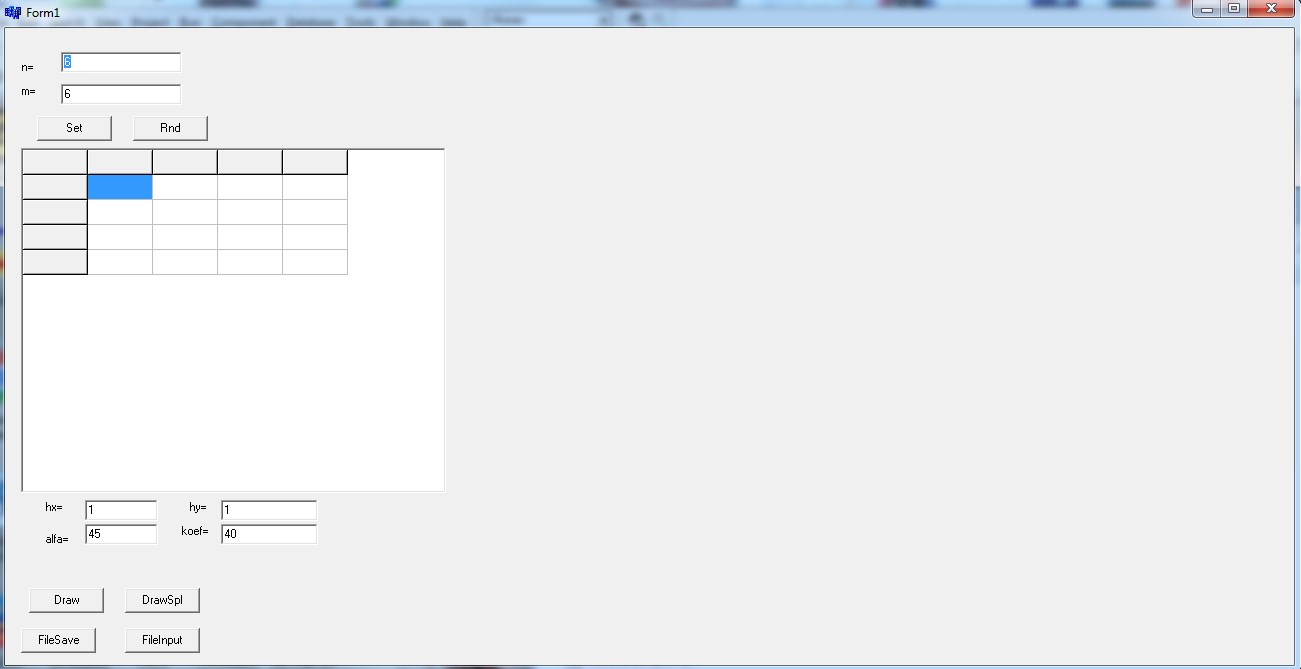 Form1
n= 6
m= 6
Set Rnd
hx= 1 hy= 1
alfa= 45 koef= 40
Draw DrawSpl
FileSave FileInput